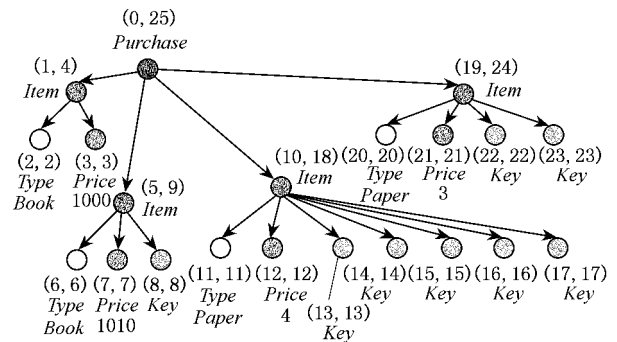 (0, 25)
Purchase
(1, 4)
Item
(19, 24)
Item
(2, 2)
Type
Book
(3, 3)
Price
1000
(5, 9)
Item
(10, 18)
Item
(20, 20)
Type
Paper
(21, 21)
Price
3
(22, 22)
Key
(23, 23)
Key
(6, 6)
Type
Book
(7, 7)
Price
1010
(8, 8)
Key
(11, 11)
Type
Paper
(12, 12)
Price
4
(13, 13)
Key
(14, 14)
Key
(15, 15)
Key
(16, 16)
Key
(17, 17)
Key